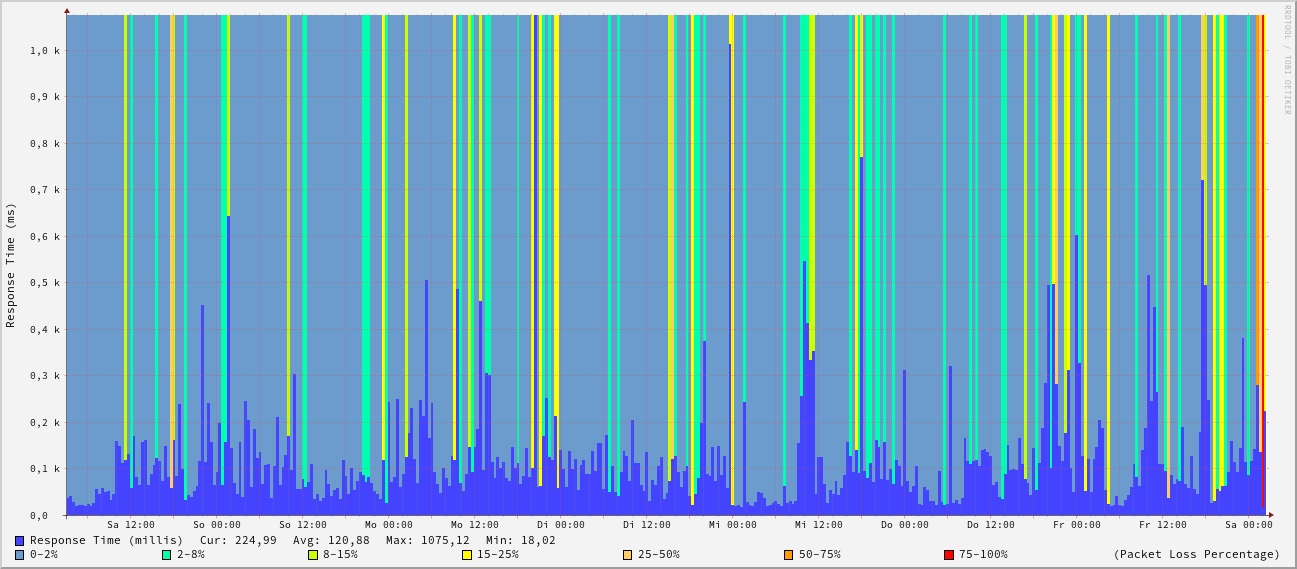 RRDTOOL / TOBI OETIKER
Response Time (ms)
1,0 k
0,9 k
0,8 k
0,7 k
0,6 k
0,5 k
0,4 k
0,3 k
0,2 k
0,1 k
0,0
Sa 12:00 So 00:00 So 12:00 Mo 00:00 Mo 12:00 Di 00:00 Di 12:00 Mi 00:00 Mi 12:00 Do 00:00 Do 12:00 Fr 00:00 Fr 12:00 Sa 00:00
Response Time (millis) Cur: 224,99 Avg: 120,88 Max: 1075,12 Min: 18,02
0-2% 2-8% 8-15% 15-25% 25-50% 50-75% 75-100% (Packet Loss Percentage)